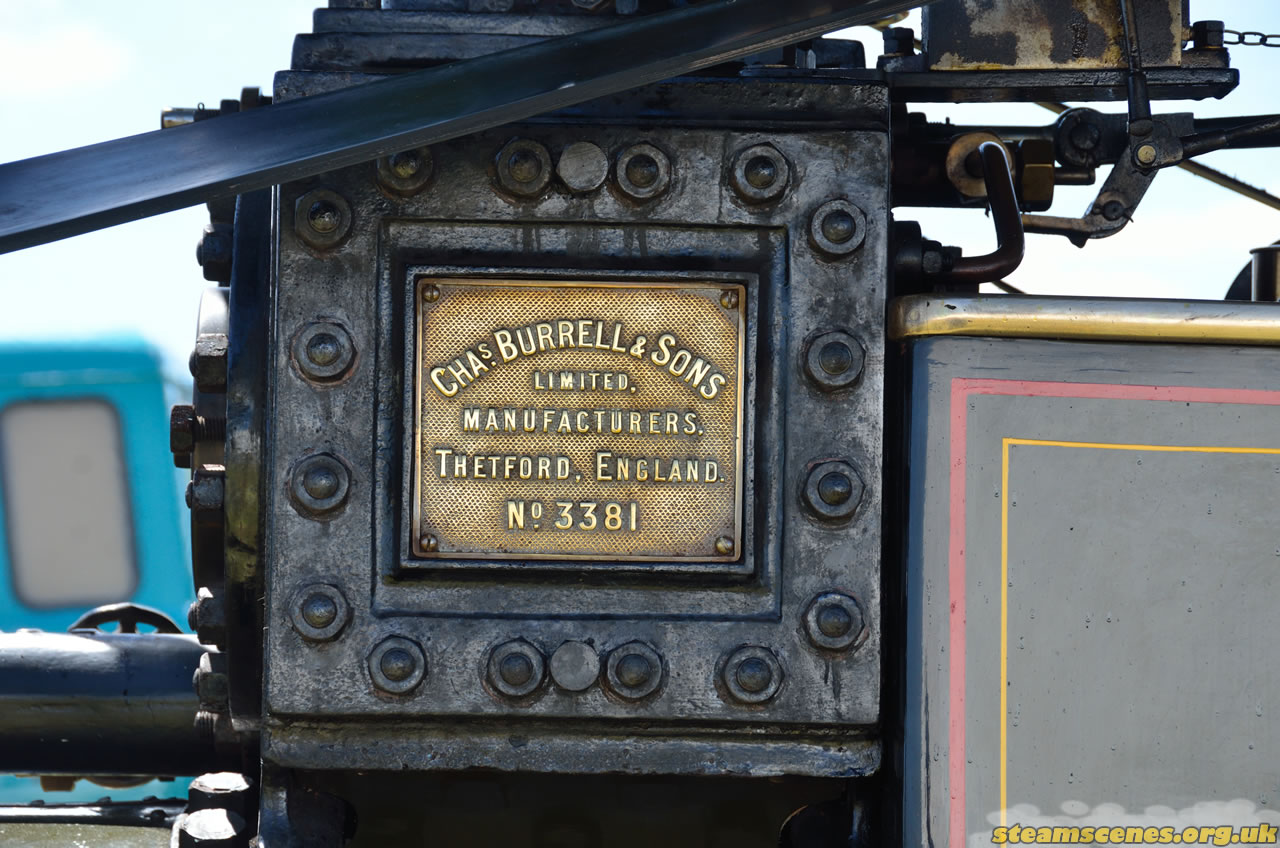 CHAS. BURRELL & SONS
LIMITED.
MANUFACTURERS.
THETFORD, ENGLAND.
No. 3381
steamscenes.org.uk